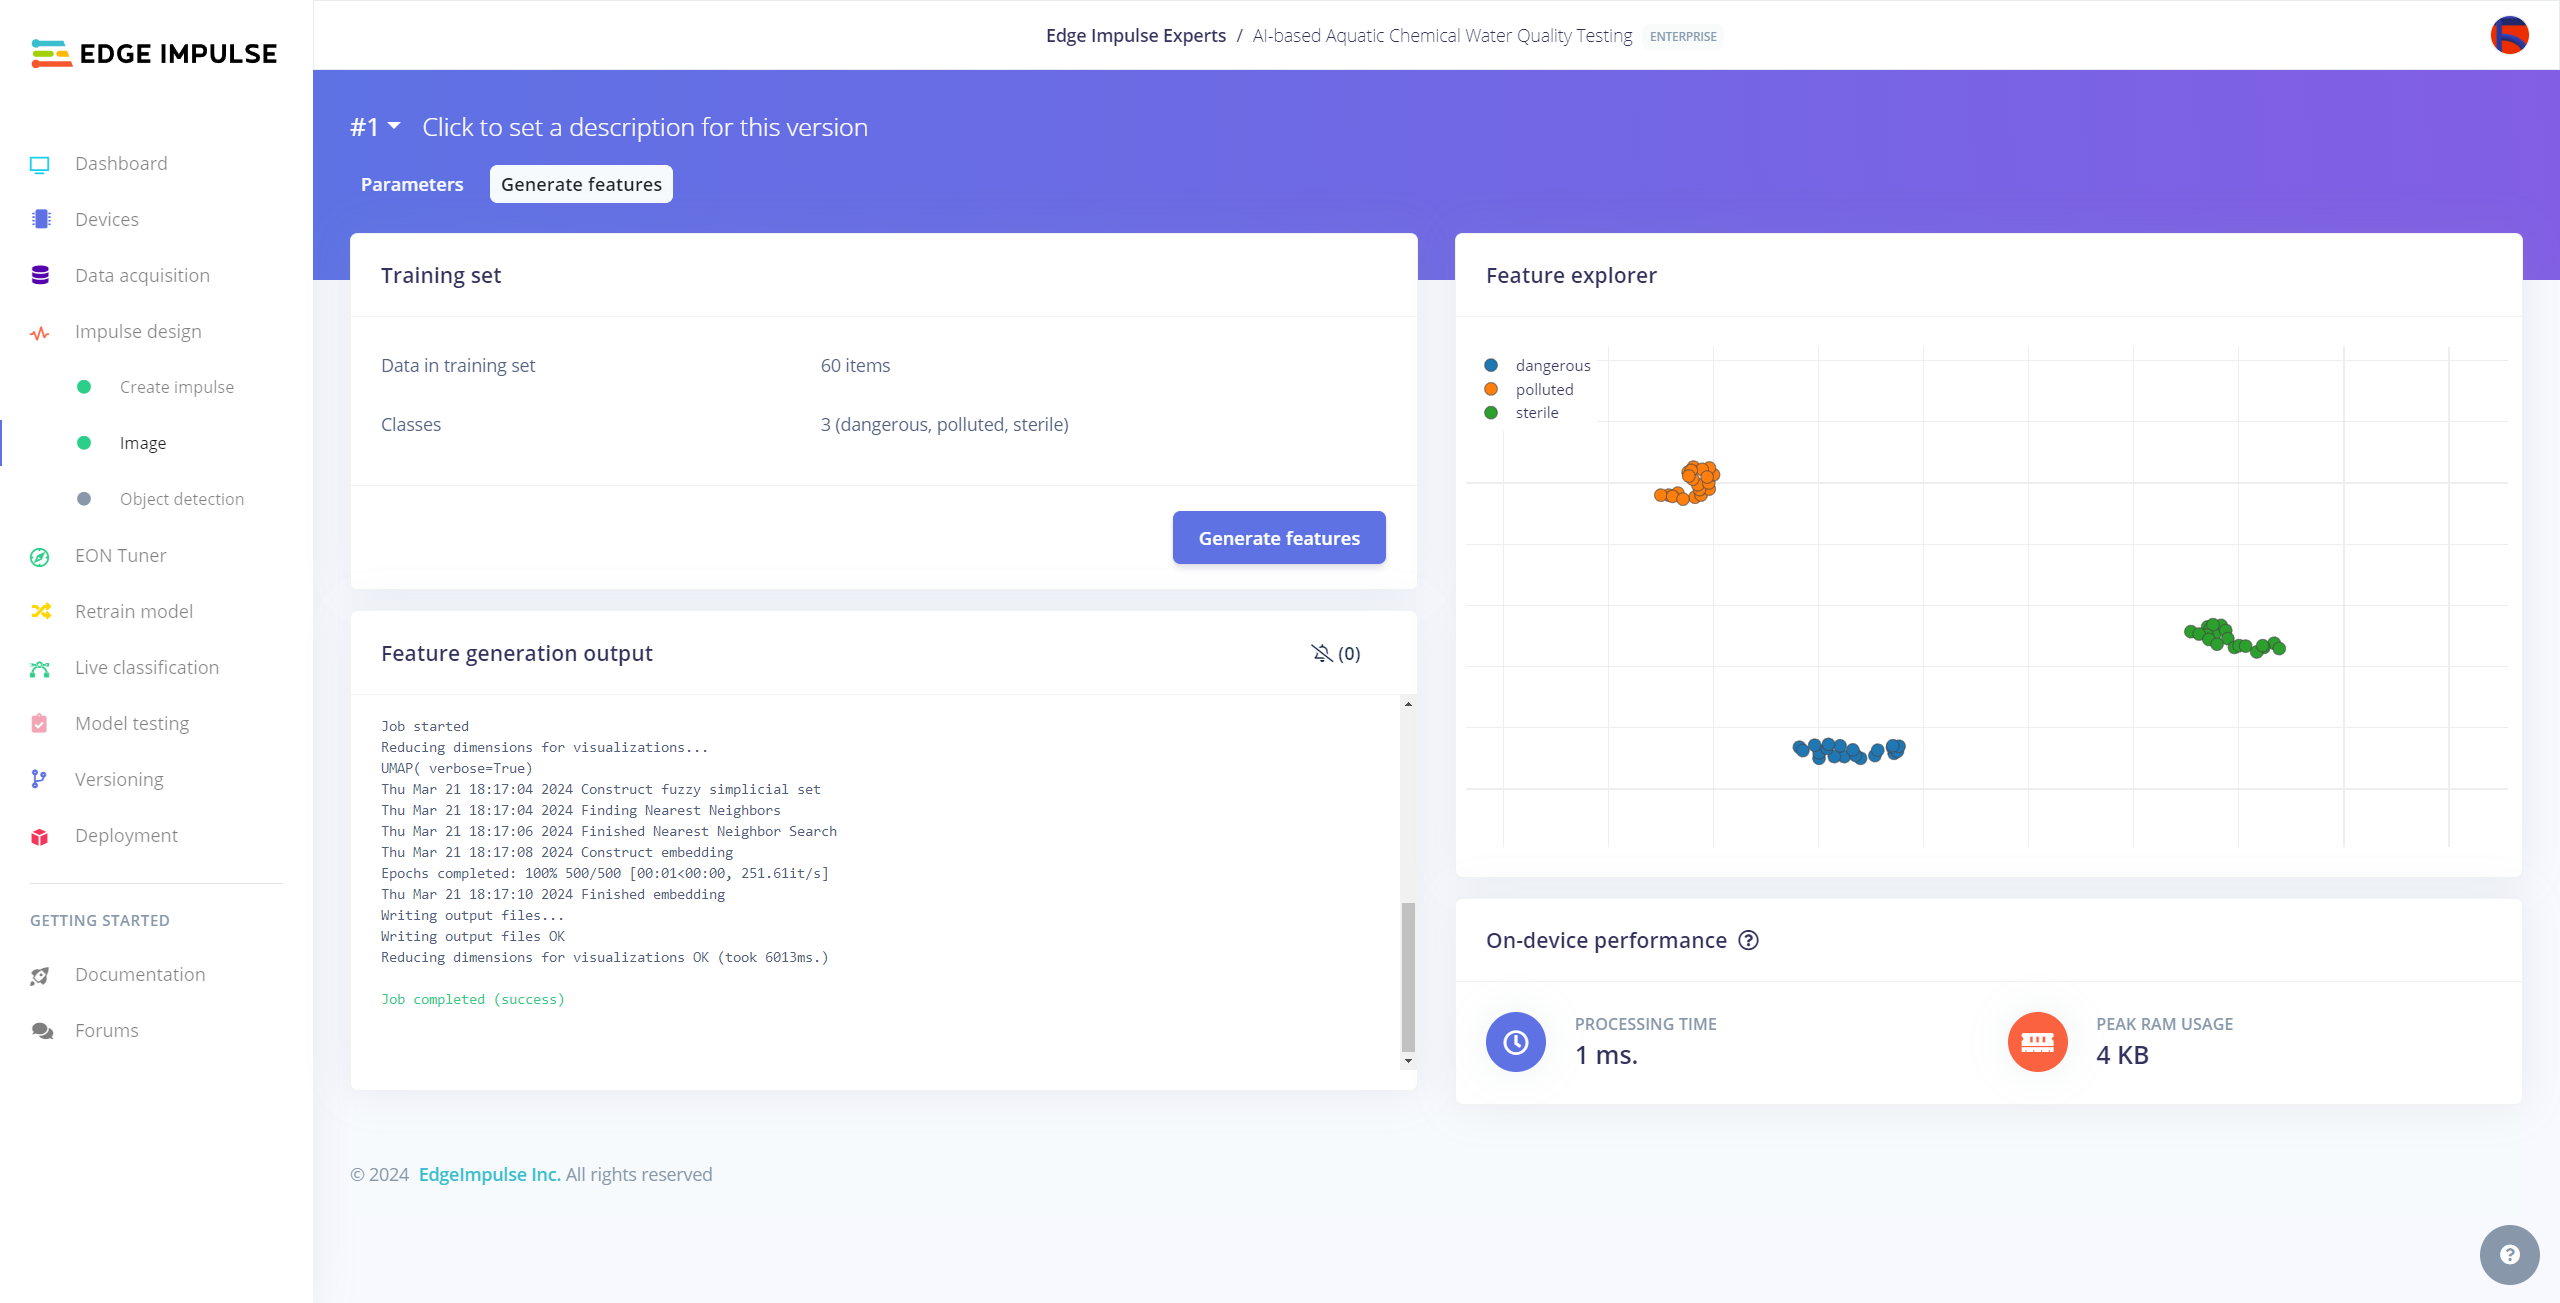 EDGE IMPULSE
Edge Impulse Experts / AI-based Aquatic Chemical Water Quality Testing ENTERPRISE
Dashboard
Devices
Data acquisition
Impulse design
Create impulse
Image
Object detection
EON Tuner
Retrain model
Live classification
Model testing
Versioning
Deployment
GETTING STARTED
Documentation
Forums
#1 Click to set a description for this version
Parameters Generate features
Training set
Data in training set 60 items
Classes 3 (dangerous, polluted, sterile)
Generate features
Feature generation output (0)
Job started
Reducing dimensions for visualizations...
UMAP( verbose=True)
Thu Mar 21 18:17:04 2024 Construct fuzzy simplicial set
Thu Mar 21 18:17:04 2024 Finding Nearest Neighbors
Thu Mar 21 18:17:06 2024 Finished Nearest Neighbor Search
Thu Mar 21 18:17:08 2024 Construct embedding
Epochs completed: 100% 500/500 [00:01<00:00, 251.61it/s]
Thu Mar 21 18:17:10 2024 Finished embedding
Writing output files...
Writing output files OK
Reducing dimensions for visualizations OK (took 6013ms.)
Job completed (success)
Feature explorer
dangerous
polluted
sterile
On-device performance ?
PROCESSING TIME
1 ms.
PEAK RAM USAGE
4 KB
© 2024 EdgeImpulse Inc. All rights reserved
?